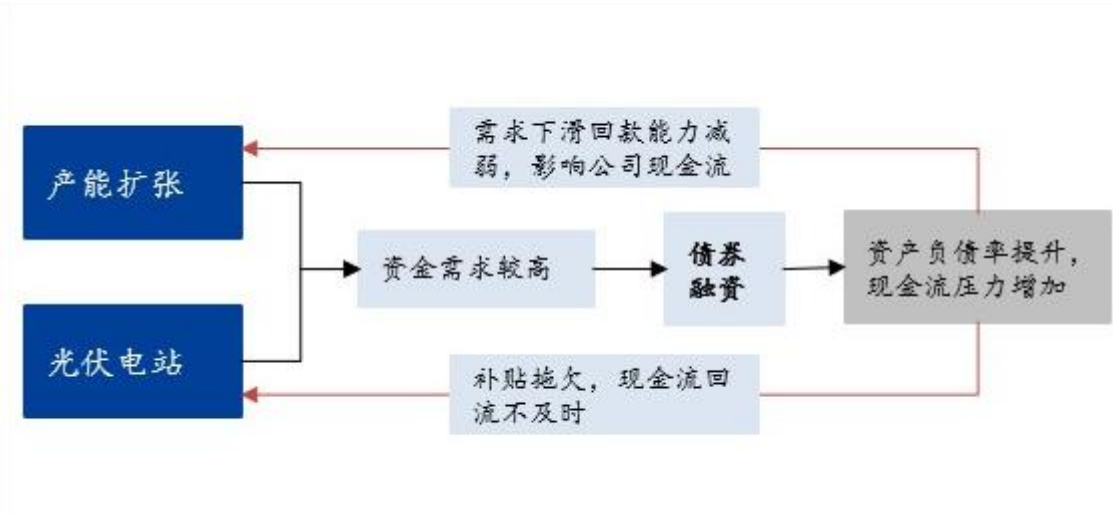 需求下滑回款能力减
弱，影响公司现金流
产能扩张
资金需求较高
债券
融资
资产负债率提升，
现金流压力增加
光伏电站
补贴拖欠，现金流回
流不及时